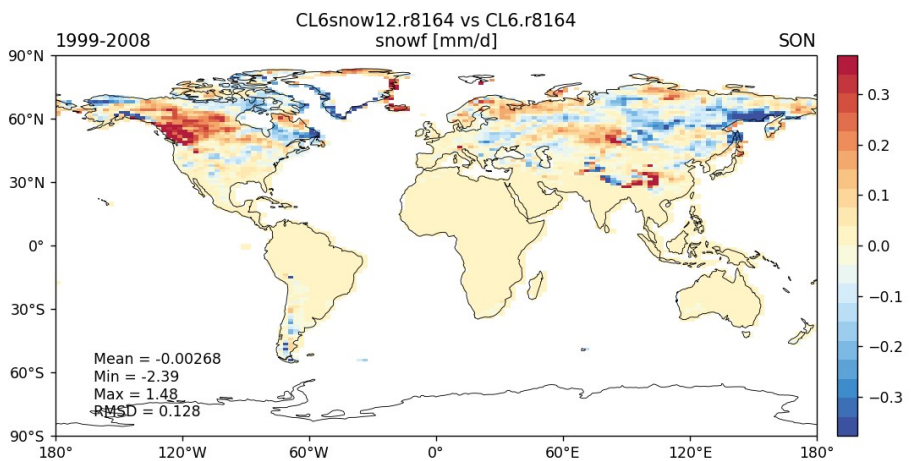 CL6snow12.r8164 vs CL6.r8164
1999-2008 snowf [mm/d] SON
90°N
60°N
30°N
0°
30°S
60°S
90°S
Mean = -0.00268
Min = -2.39
Max = 1.48
RMSD = 0.128
180° 120°W 60°W 0° 60°E 120°E 180°
0.3
0.2
0.1
0.0
−0.1
−0.2
−0.3